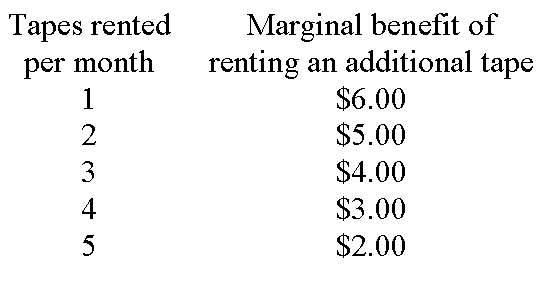 Tapes rented Marginal benefit of
per month renting an additional tape
1 $6.00
2 $5.00
3 $4.00
4 $3.00
5 $2.00